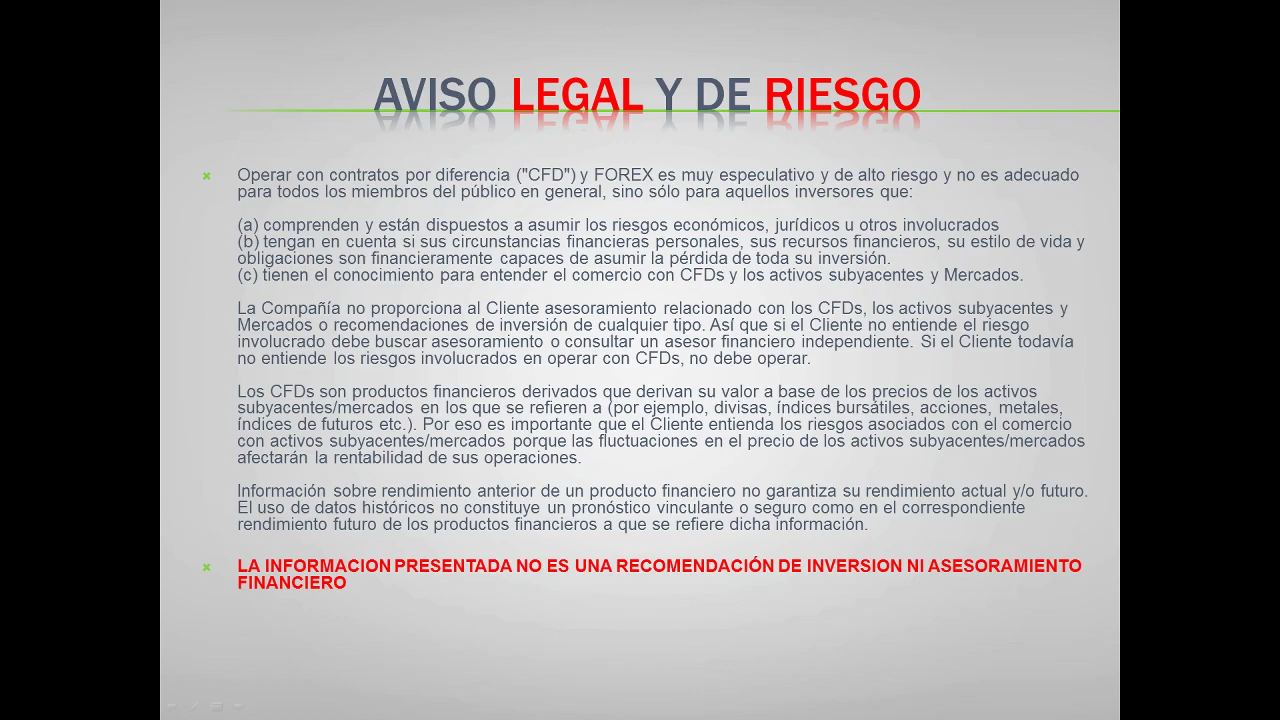 AVISO LEGAL Y DE RIESGO
Operar con contratos por diferencia ("CFD") y FOREX es muy especulativo y de alto riesgo y no es adecuado
para todos los miembros del público en general, sino sólo para aquellos inversores que:
(a) comprenden y están dispuestos a asumir los riesgos económicos, jurídicos u otros involucrados
(b) tengan en cuenta si sus circunstancias financieras personales, sus recursos financieros, su estilo de vida y
obligaciones son financieramente capaces de asumir la pérdida de toda su inversión.
(c) tienen el conocimiento para entender el comercio con CFDs y los activos subyacentes y Mercados.
La Compañía no proporciona al Cliente asesoramiento relacionado con los CFDs, los activos subyacentes y
Mercados o recomendaciones de inversión de cualquier tipo. Así que si el Cliente no entiende el riesgo
involucrado debe buscar asesoramiento o consultar un asesor financiero independiente. Si el Cliente todavía
no entiende los riesgos involucrados en operar con CFDs, no debe operar.
Los CFDs son productos financieros derivados que derivan su valor a base de los precios de los activos
subyacentes/mercados en los que se refieren a (por ejemplo, divisas, índices bursátiles, acciones, metales,
índices de futuros etc.). Por eso es importante que el Cliente entienda los riesgos asociados con el comercio
con activos subyacentes/mercados porque las fluctuaciones en el precio de los activos subyacentes/mercados
afectarán la rentabilidad de sus operaciones.
Información sobre rendimiento anterior de un producto financiero no garantiza su rendimiento actual y/o futuro.
El uso de datos históricos no constituye un pronóstico vinculante o seguro como en el correspondiente
rendimiento futuro de los productos financieros a que se refiere dicha información.
LA INFORMACION PRESENTADA NO ES UNA RECOMENDACIÓN DE INVERSION NI ASESORAMIENTO
FINANCIERO